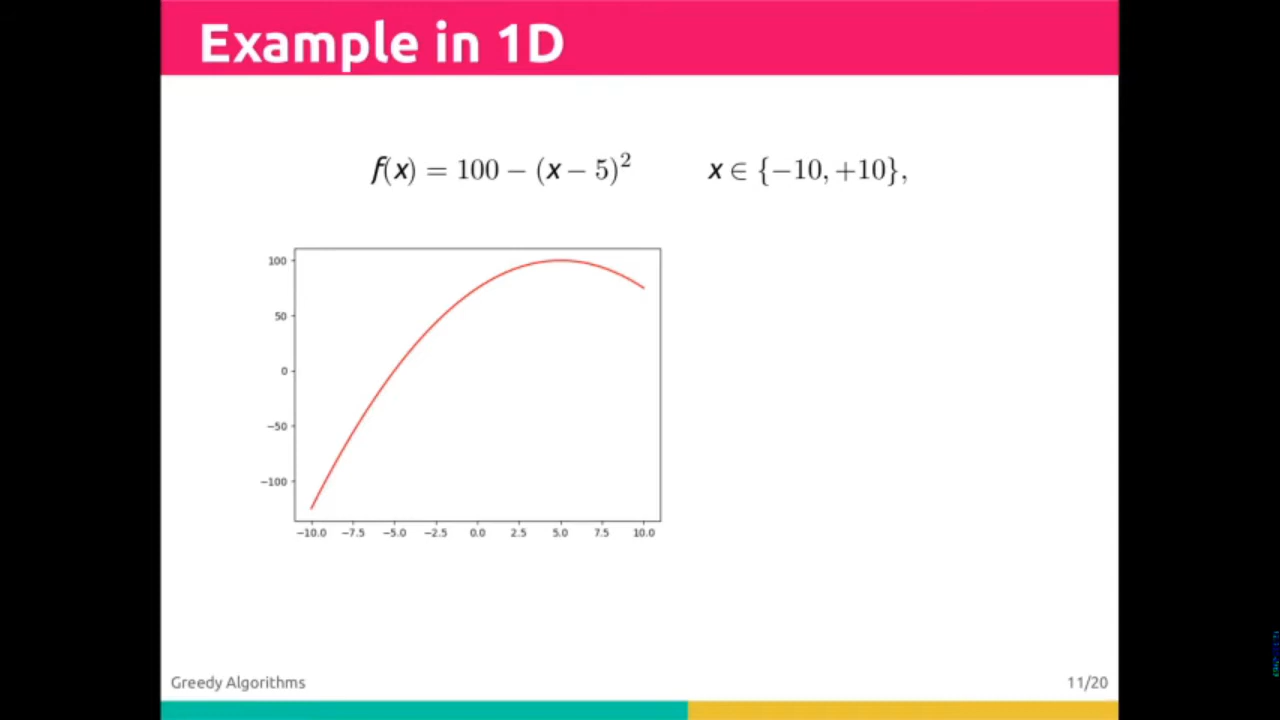 Example in 1D
f(x) = 100 − (x − 5)² x ∈ {−10, +10},
100
50
0
−50
−100
−10.0 −7.5 −5.0 −2.5 0.0 2.5 5.0 7.5 10.0
Greedy Algorithms 11/20